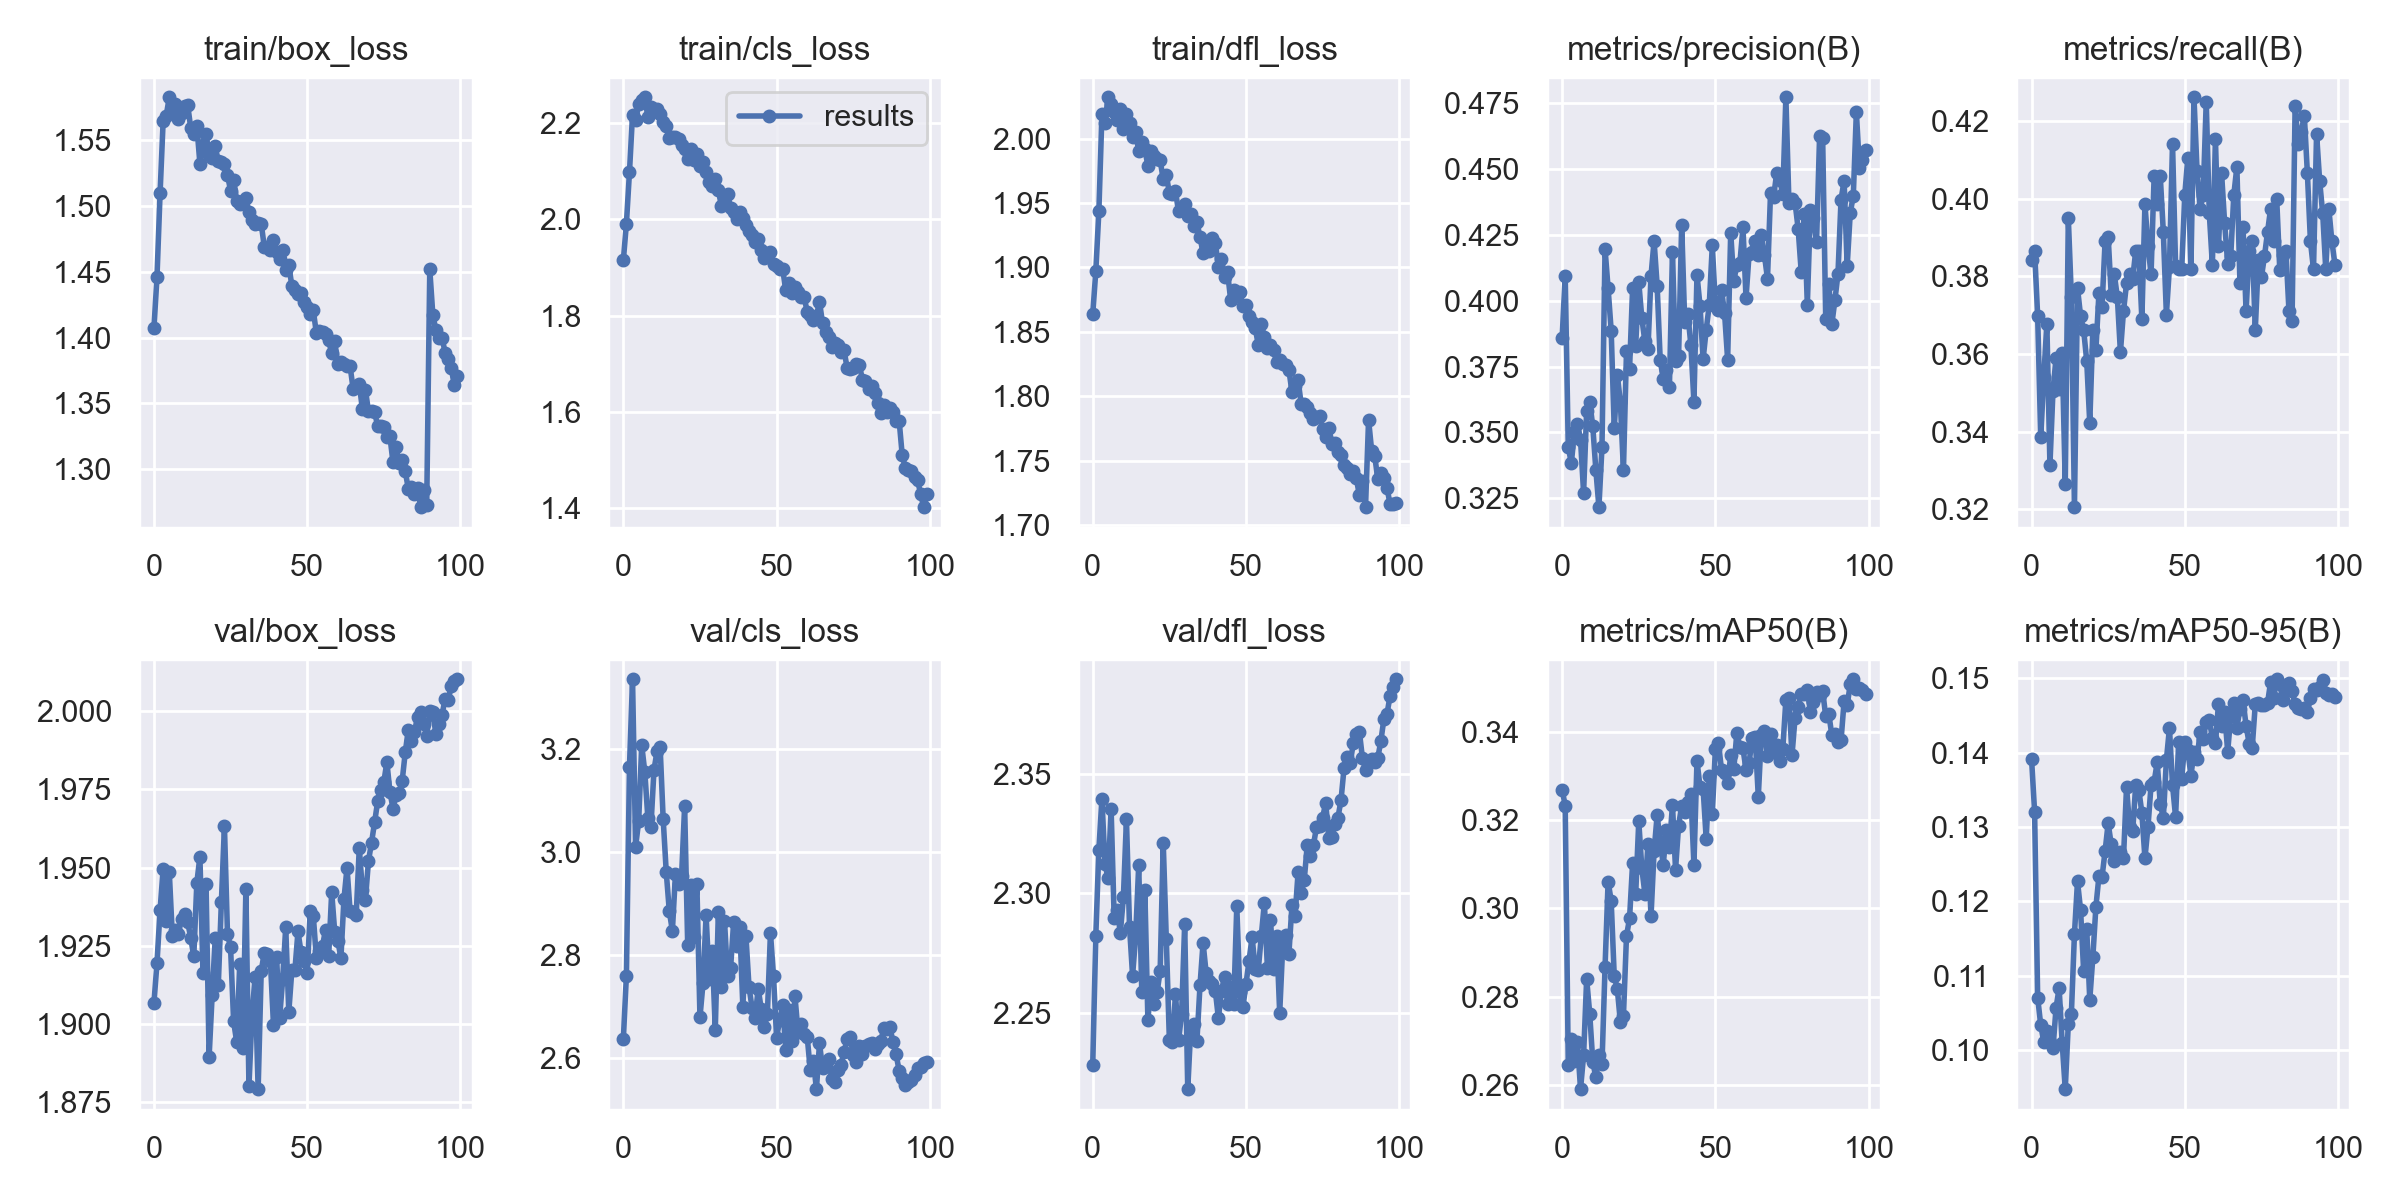 train/box_loss
1.55
1.50
1.45
1.40
1.35
1.30
0 50 100
train/cls_loss
results
2.2
2.0
1.8
1.6
1.4
0 50 100
train/dfl_loss
2.00
1.95
1.90
1.85
1.80
1.75
1.70
0 50 100
metrics/precision(B)
0.475
0.450
0.425
0.400
0.375
0.350
0.325
0 50 100
metrics/recall(B)
0.42
0.40
0.38
0.36
0.34
0.32
0 50 100
val/box_loss
2.000
1.975
1.950
1.925
1.900
1.875
0 50 100
val/cls_loss
3.2
3.0
2.8
2.6
0 50 100
val/dfl_loss
2.35
2.30
2.25
0 50 100
metrics/mAP50(B)
0.34
0.32
0.30
0.28
0.26
0 50 100
metrics/mAP50-95(B)
0.15
0.14
0.13
0.12
0.11
0.10
0 50 100